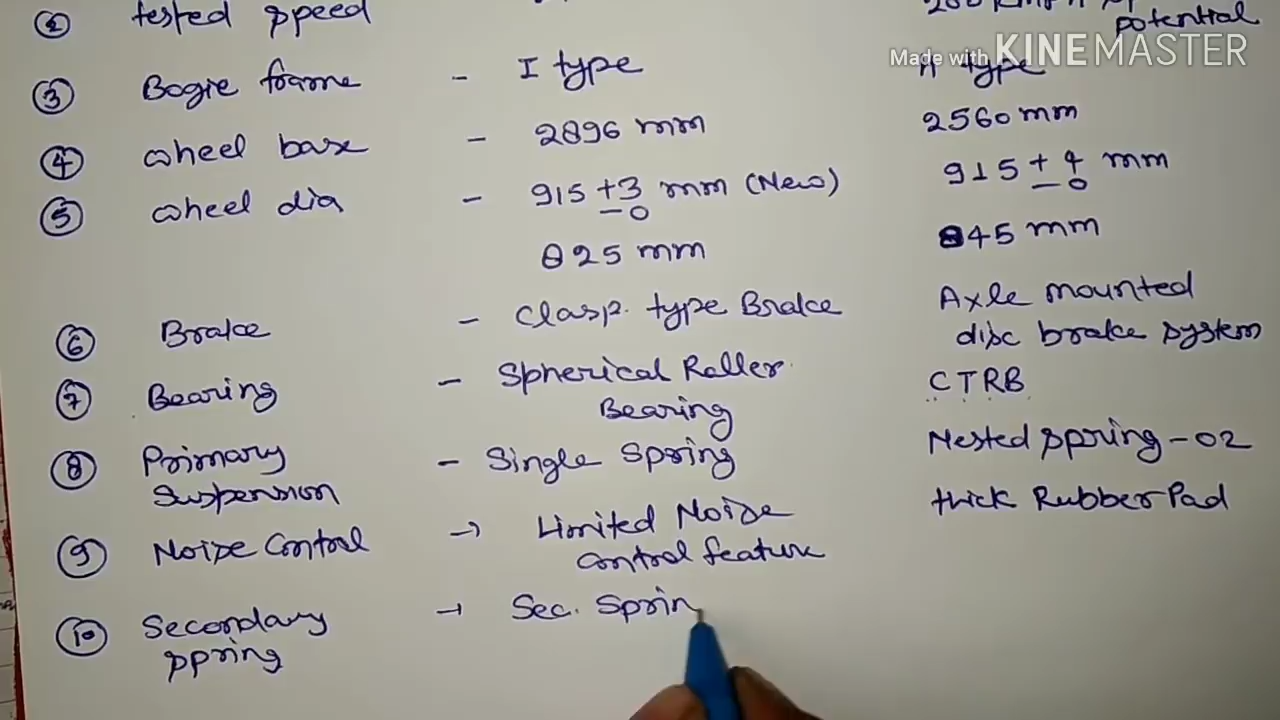 ② tested speed potential
Made with KINEMASTER
③ Bogie frame - I type type
④ wheel base - 2896 mm 2560 mm
⑤ wheel dia - 915 +3 -0 mm (New) 915 + 4 - 0 mm
825 mm 845 mm
⑥ Brake - Clasp. type Brake Axle mounted
disc brake system
⑦ Bearing - Spherical Roller CTRB
Bearing
⑧ Primary - Single Spring Nested spring - 02
Suspension
⑨ Noise Control → Limited Noise thick Rubber Pad
control feature
⑩ Secondary → Sec. Sprin
spring